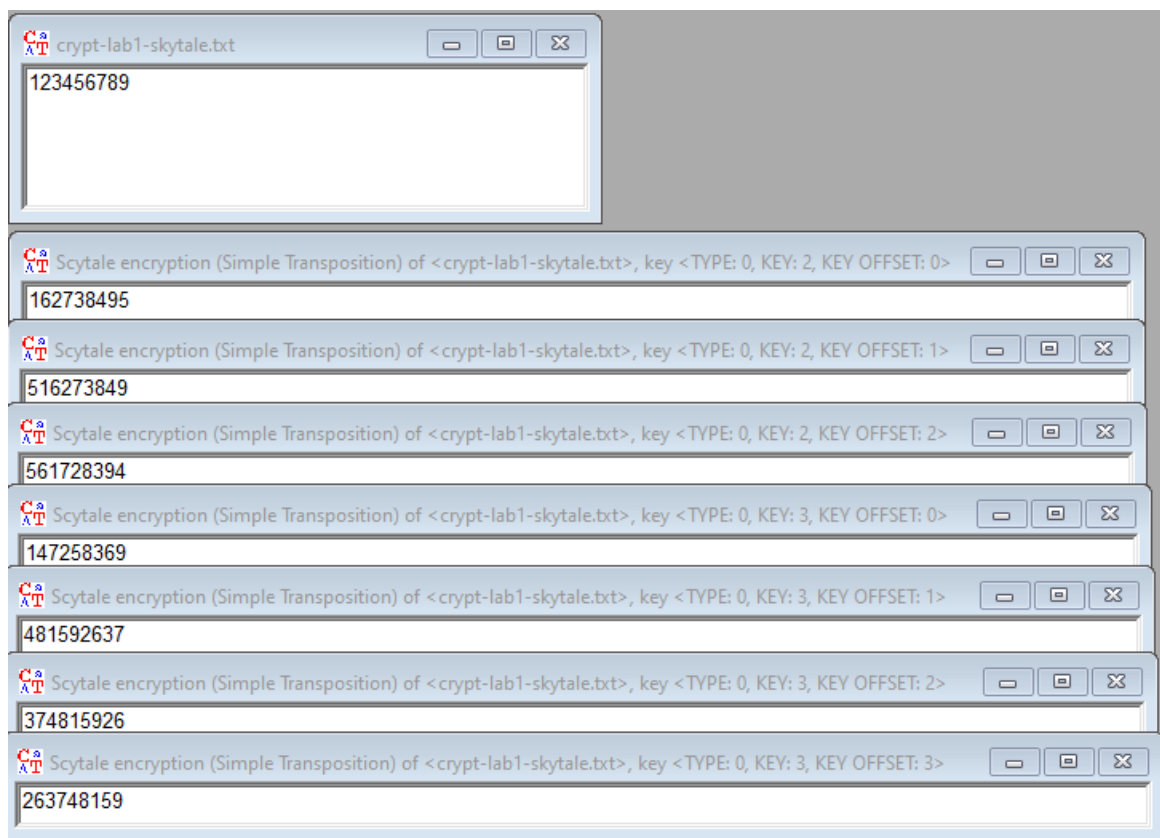 crypt-lab1-skytale.txt
123456789
Scytale encryption (Simple Transposition) of <crypt-lab1-skytale.txt>, key <TYPE: 0, KEY: 2, KEY OFFSET: 0>
162738495
Scytale encryption (Simple Transposition) of <crypt-lab1-skytale.txt>, key <TYPE: 0, KEY: 2, KEY OFFSET: 1>
516273849
Scytale encryption (Simple Transposition) of <crypt-lab1-skytale.txt>, key <TYPE: 0, KEY: 2, KEY OFFSET: 2>
561728394
Scytale encryption (Simple Transposition) of <crypt-lab1-skytale.txt>, key <TYPE: 0, KEY: 3, KEY OFFSET: 0>
147258369
Scytale encryption (Simple Transposition) of <crypt-lab1-skytale.txt>, key <TYPE: 0, KEY: 3, KEY OFFSET: 1>
481592637
Scytale encryption (Simple Transposition) of <crypt-lab1-skytale.txt>, key <TYPE: 0, KEY: 3, KEY OFFSET: 2>
374815926
Scytale encryption (Simple Transposition) of <crypt-lab1-skytale.txt>, key <TYPE: 0, KEY: 3, KEY OFFSET: 3>
263748159